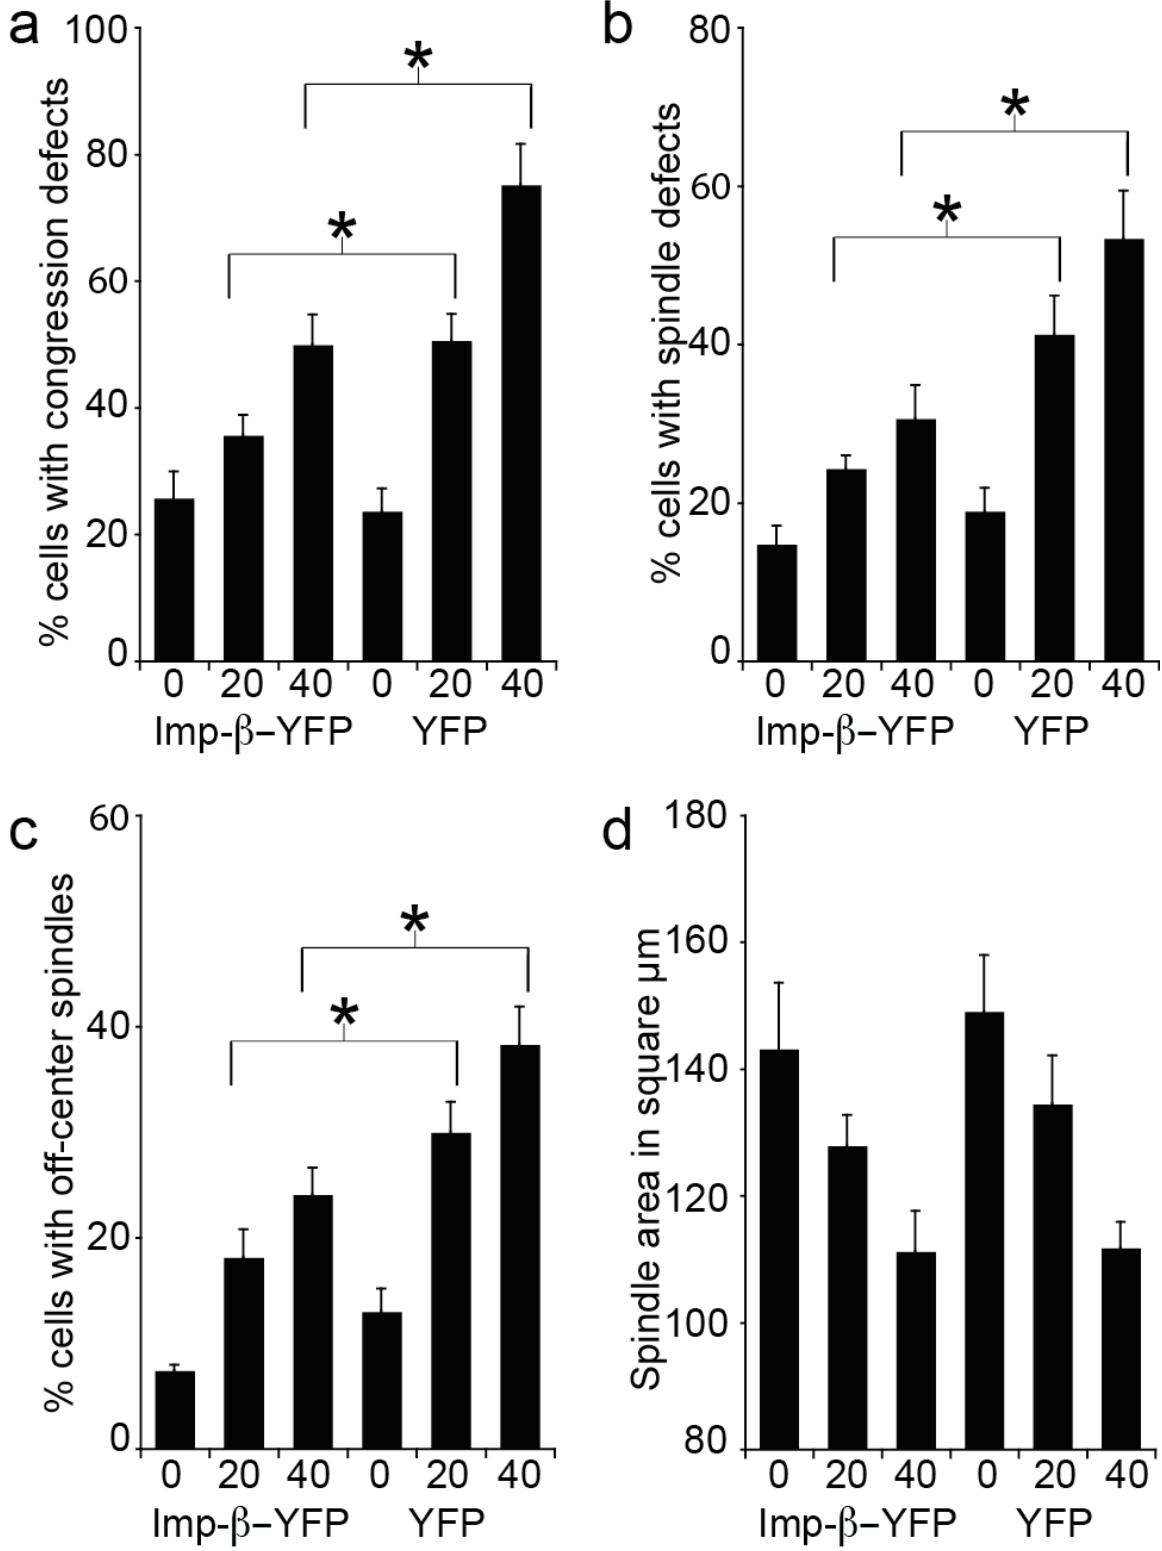 a
% cells with congression defects
100
80
60
40
20
0
*
*
0 20 40 0 20 40
Imp-β–YFP YFP
b
% cells with spindle defects
80
60
40
20
0
*
*
0 20 40 0 20 40
Imp-β–YFP YFP
c
% cells with off-center spindles
60
40
20
0
*
*
0 20 40 0 20 40
Imp-β–YFP YFP
d
Spindle area in square μm
180
160
140
120
100
80
0 20 40 0 20 40
Imp-β–YFP YFP